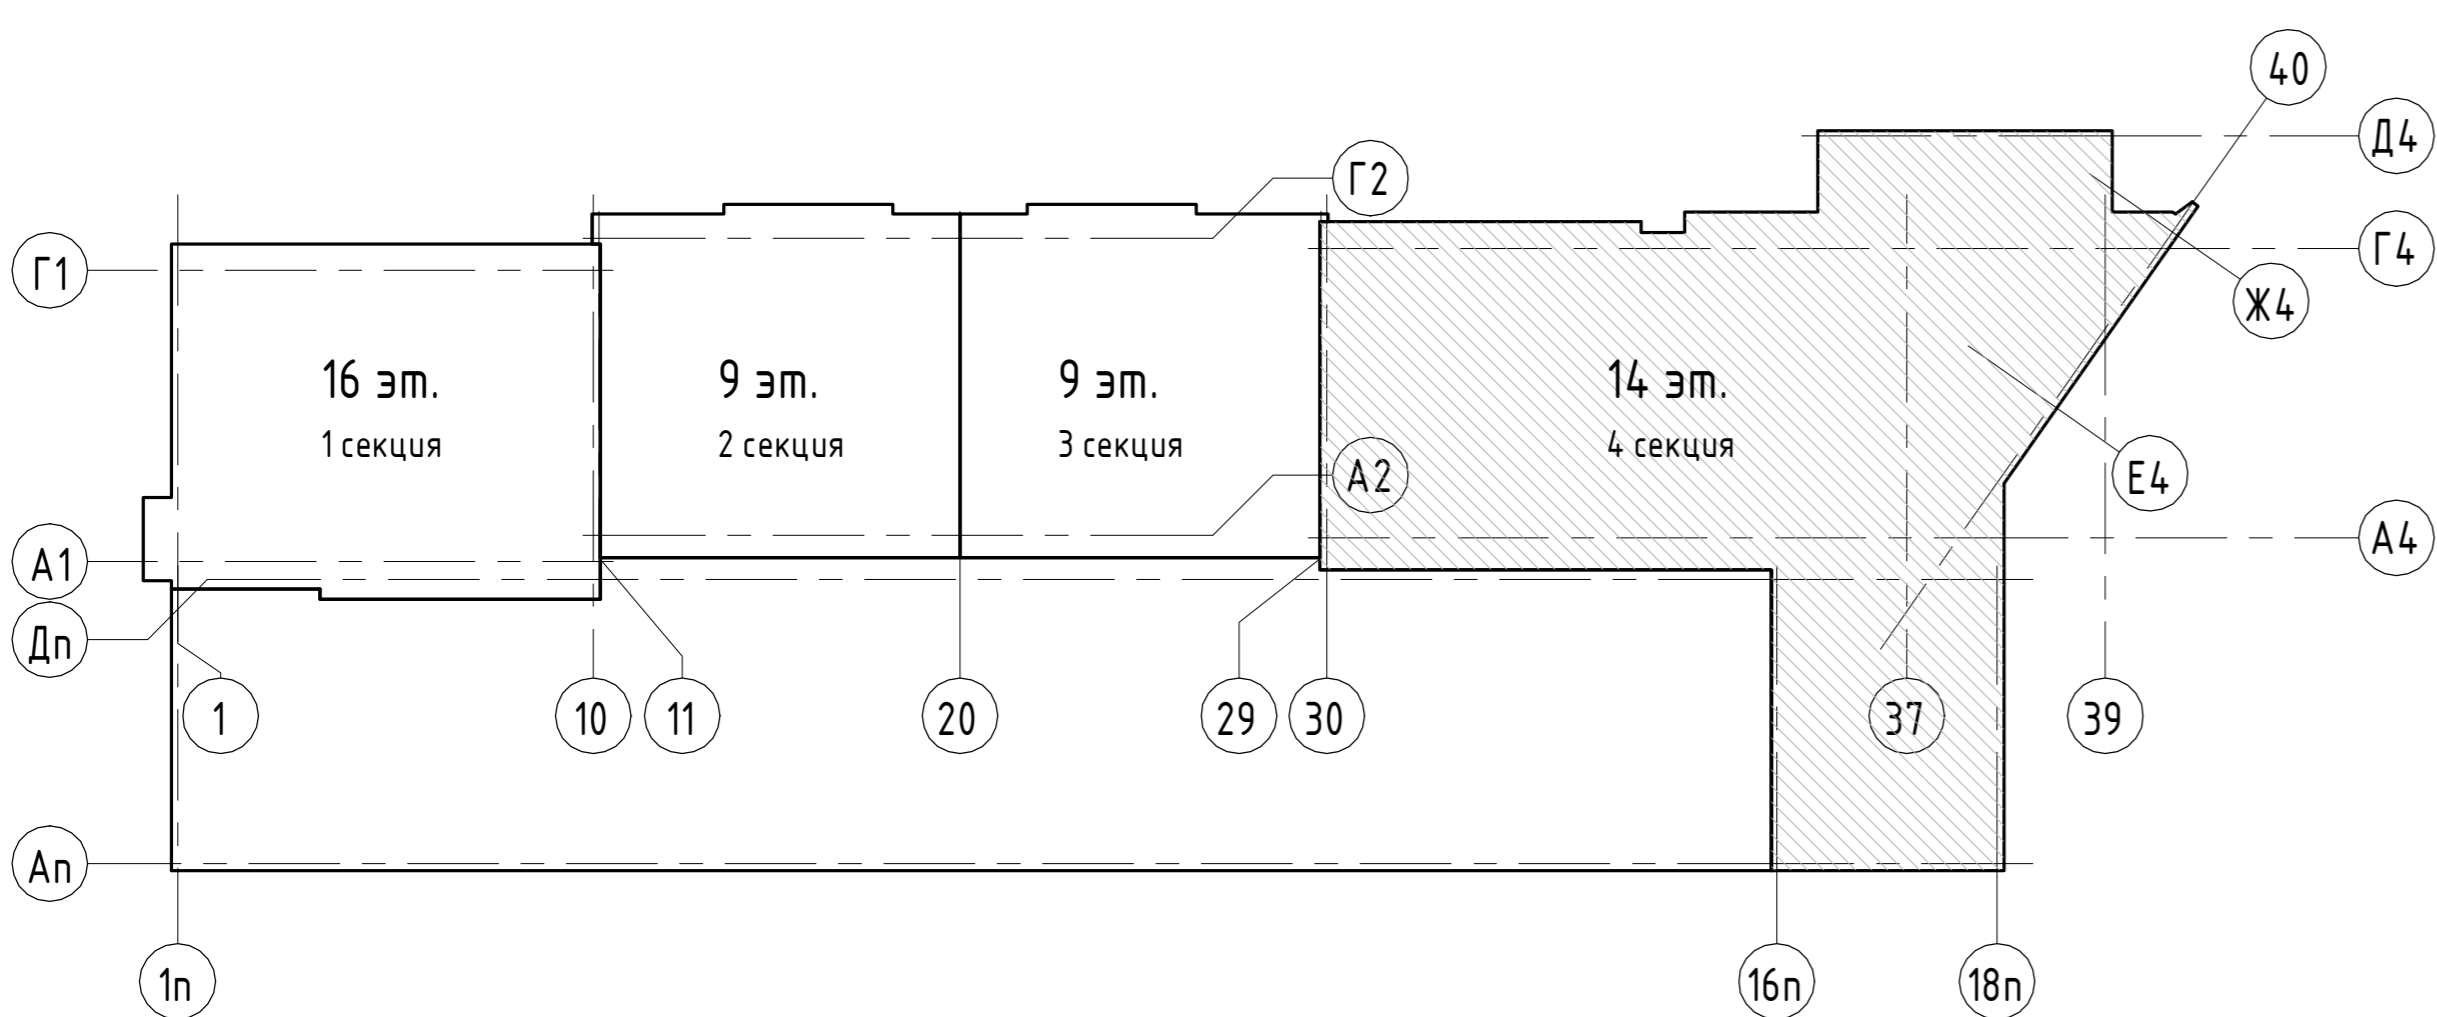 40
Д4
Г2
Г1
Г4
Ж4
16 эт.
9 эт.
9 эт.
14 эт.
1 секция
2 секция
3 секция
4 секция
А2
Е4
А1
А4
Дп
1
10
11
20
29
30
37
39
Ап
1п
16п
18п